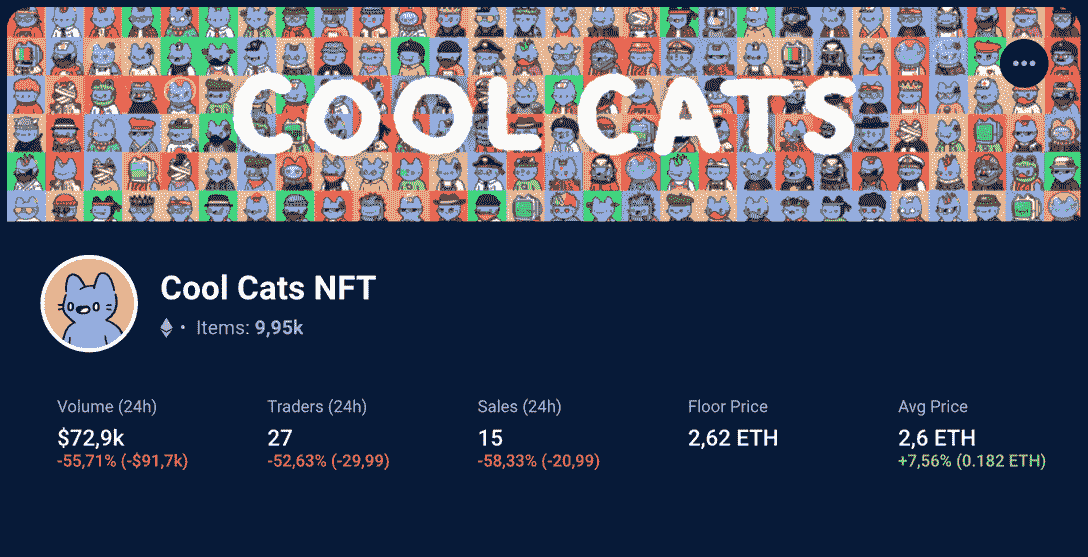 COOL CATS
Cool Cats NFT
• Items: 9,95k
Volume (24h)
$72,9k
-55,71% (-$91,7k)
Traders (24h)
27
-52,63% (-29,99)
Sales (24h)
15
-58,33% (-20,99)
Floor Price
2,62 ETH
Avg Price
2,6 ETH
+7,56% (0.182 ETH)